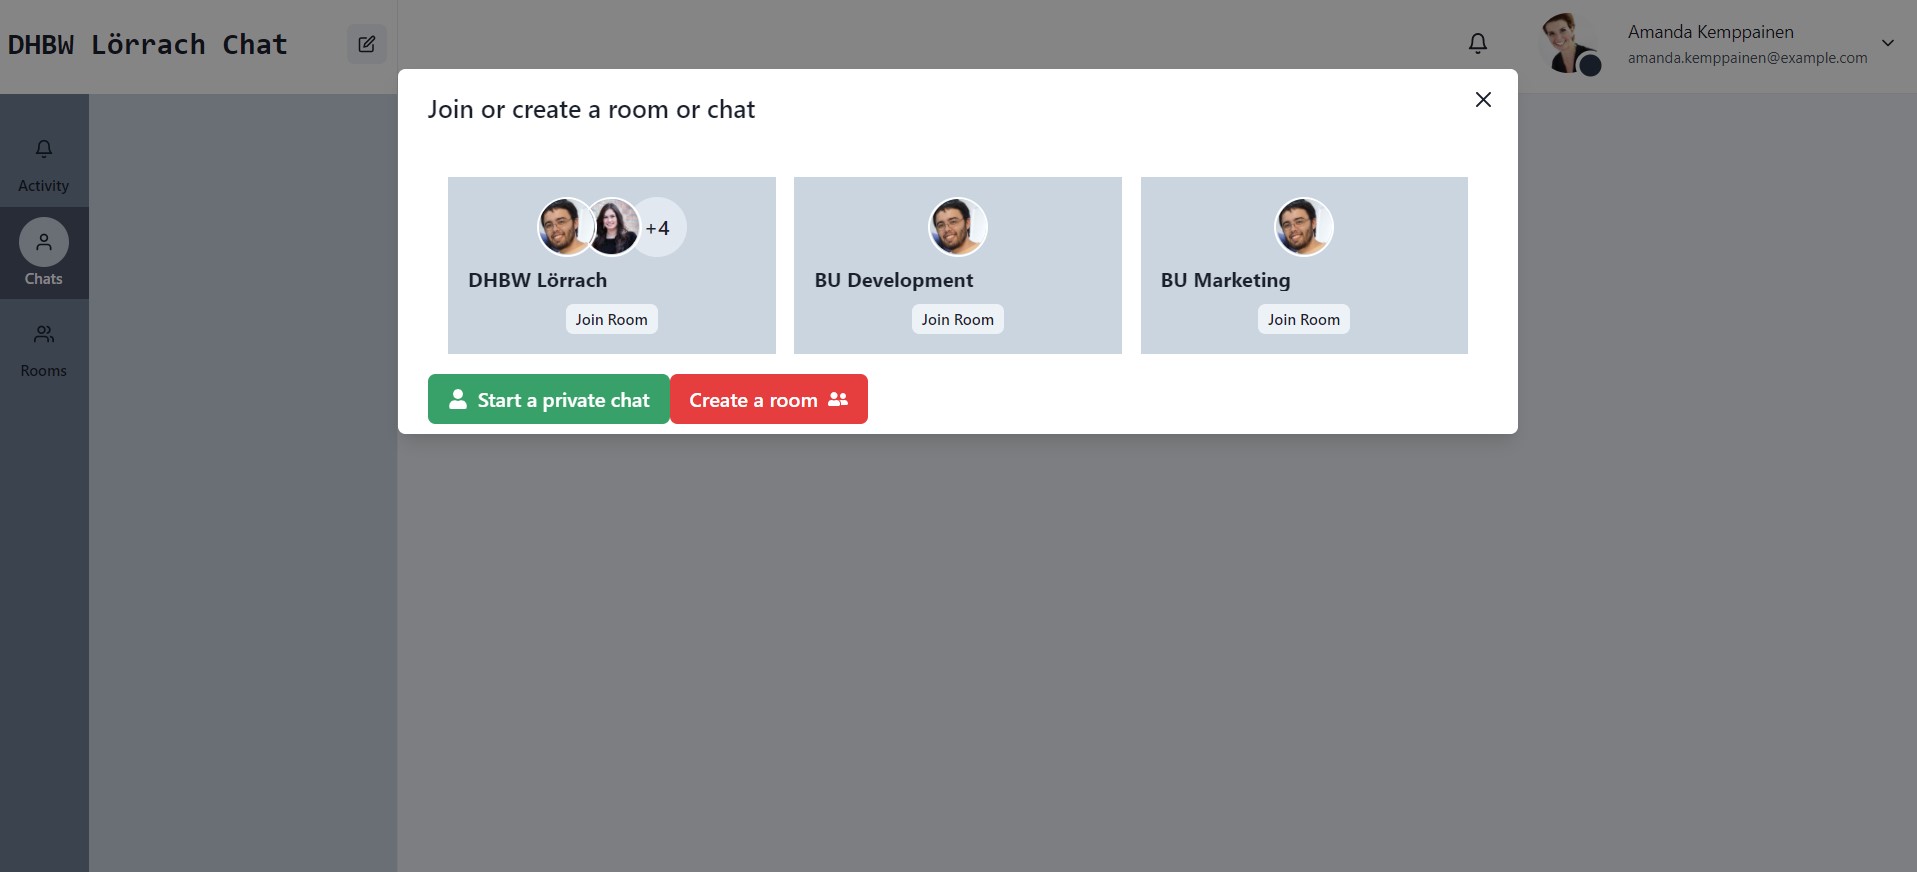 DHBW Lörrach Chat
Amanda Kemppainen
amanda.kemppainen@example.com
Activity
Chats
Rooms
Join or create a room or chat
+4
DHBW Lörrach
Join Room
BU Development
Join Room
BU Marketing
Join Room
Start a private chat
Create a room